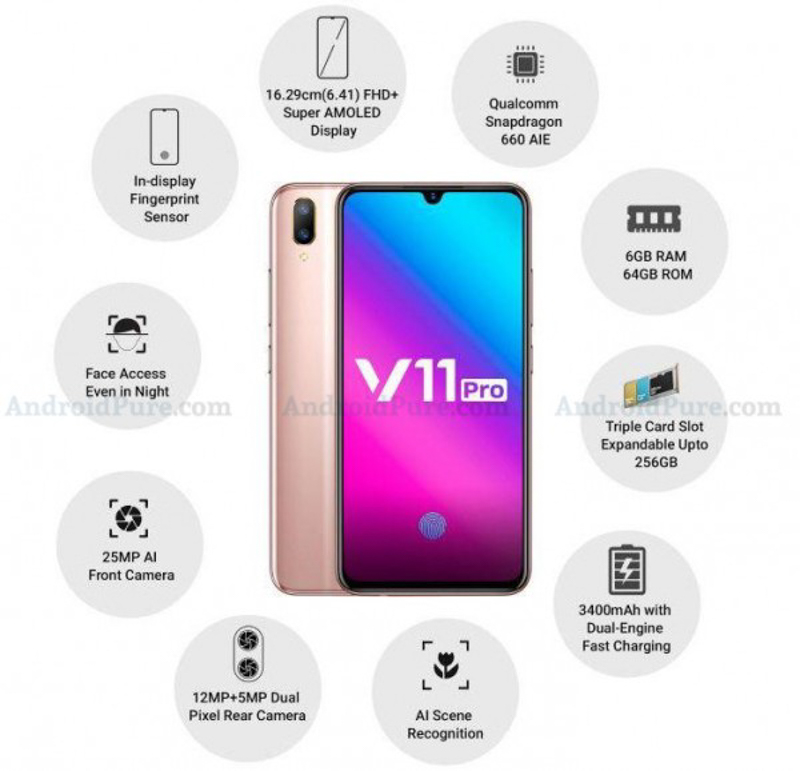 16.29cm(6.41) FHD+
Super AMOLED
Display
Qualcomm
Snapdragon
660 AIE
In-display
Fingerprint
Sensor
6GB RAM
64GB ROM
Face Access
Even in Night
V11 Pro
AndroidPure.com
AndroidPure.com
AndroidPure.com
Triple Card Slot
Expandable Upto
256GB
25MP AI
Front Camera
3400mAh with
Dual-Engine
Fast Charging
12MP+5MP Dual
Pixel Rear Camera
AI Scene
Recognition